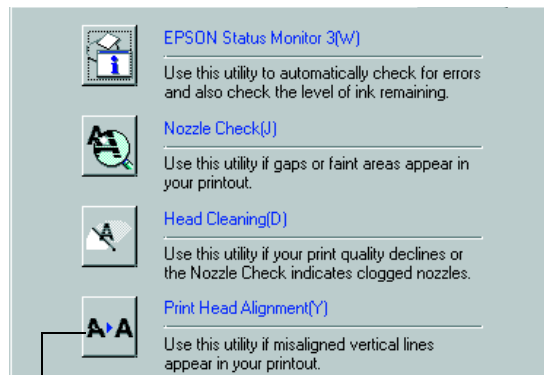 EPSON Status Monitor 3(W)
Use this utility to automatically check for errors
and also check the level of ink remaining.
Nozzle Check(J)
Use this utility if gaps or faint areas appear in
your printout.
Head Cleaning(D)
Use this utility if your print quality declines or
the Nozzle Check indicates clogged nozzles.
Print Head Alignment(Y)
A A
Use this utility if misaligned vertical lines
appear in your printout.